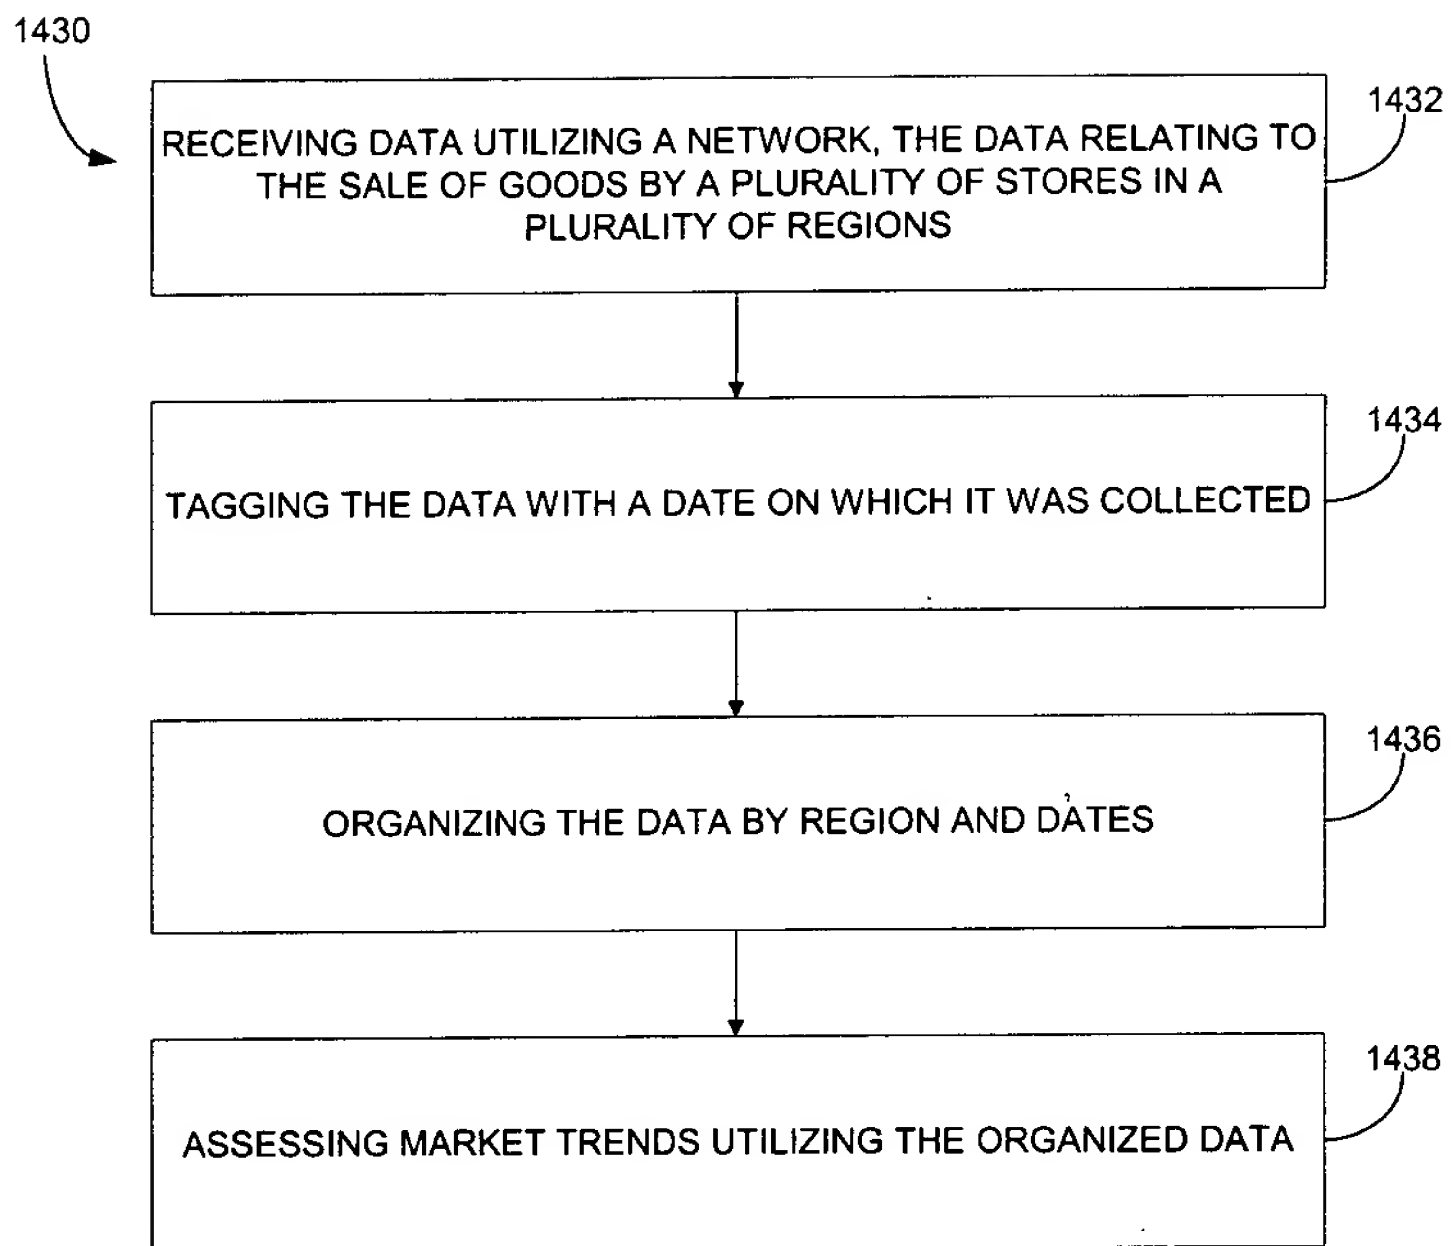 1430
1432
RECEIVING DATA UTILIZING A NETWORK, THE DATA RELATING TO
THE SALE OF GOODS BY A PLURALITY OF STORES IN A
PLURALITY OF REGIONS
1434
TAGGING THE DATA WITH A DATE ON WHICH IT WAS COLLECTED
1436
ORGANIZING THE DATA BY REGION AND DATES
1438
ASSESSING MARKET TRENDS UTILIZING THE ORGANIZED DATA